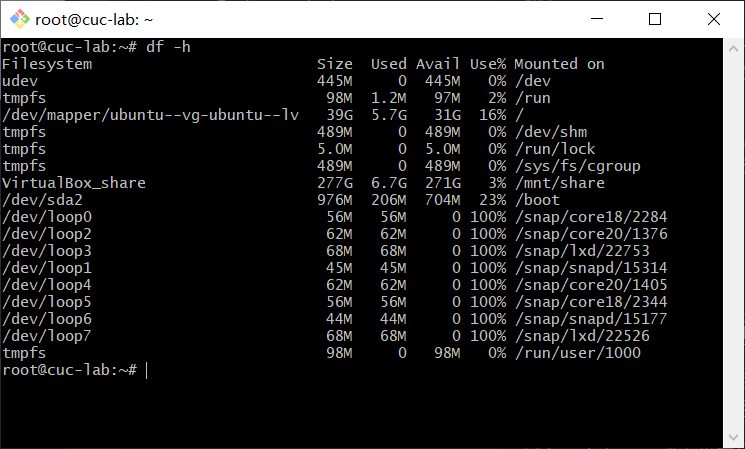 root@cuc-lab: ~
root@cuc-lab:~# df -h
Filesystem                         Size  Used Avail Use% Mounted on
udev                               445M     0  445M   0% /dev
tmpfs                               98M  1.2M   97M   2% /run
/dev/mapper/ubuntu--vg-ubuntu--lv   39G  5.7G   31G  16% /
tmpfs                              489M     0  489M   0% /dev/shm
tmpfs                              5.0M     0  5.0M   0% /run/lock
tmpfs                              489M     0  489M   0% /sys/fs/cgroup
VirtualBox_share                   277G  6.7G  271G   3% /mnt/share
/dev/sda2                          976M  206M  704M  23% /boot
/dev/loop0                          56M   56M     0 100% /snap/core18/2284
/dev/loop2                          62M   62M     0 100% /snap/core20/1376
/dev/loop3                          68M   68M     0 100% /snap/lxd/22753
/dev/loop1                          45M   45M     0 100% /snap/snapd/15314
/dev/loop4                          62M   62M     0 100% /snap/core20/1405
/dev/loop5                          56M   56M     0 100% /snap/core18/2344
/dev/loop6                          44M   44M     0 100% /snap/snapd/15177
/dev/loop7                          68M   68M     0 100% /snap/lxd/22526
tmpfs                               98M     0   98M   0% /run/user/1000
root@cuc-lab:~#